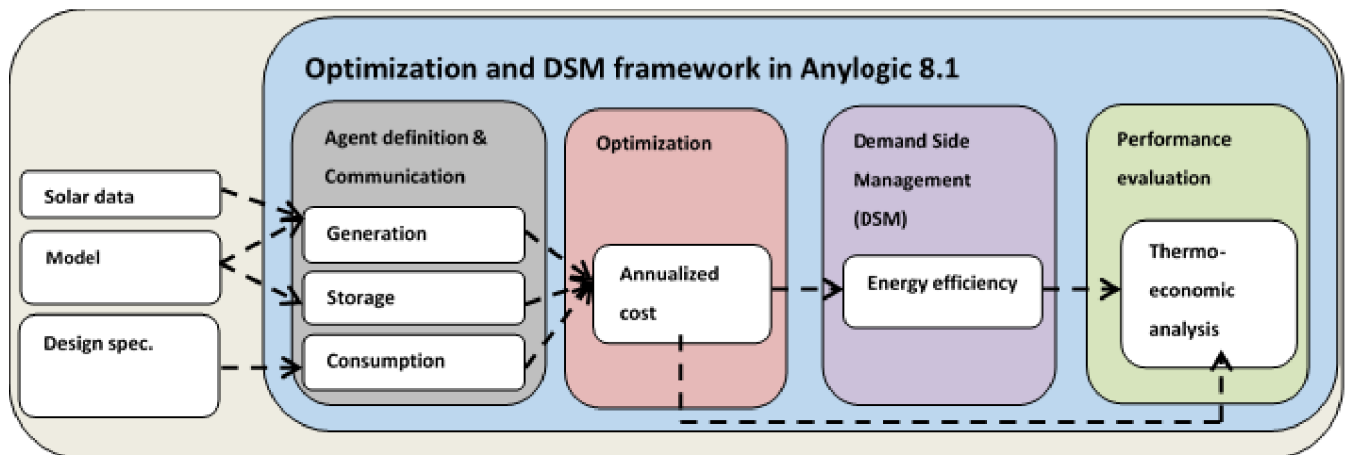 Optimization and DSM framework in Anylogic 8.1
Solar data
Model
Design spec.
Agent definition &
Communication
Generation
Storage
Consumption
Optimization
Annualized
cost
Demand Side
Management
(DSM)
Energy efficiency
Performance
evaluation
Thermo-
economic
analysis